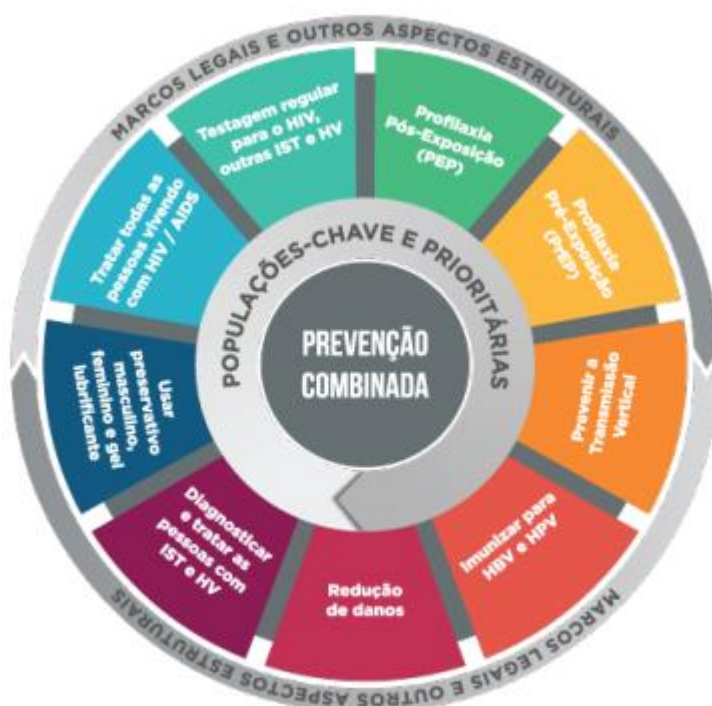 MARCOS LEGAIS E OUTROS ASPECTOS ESTRUTURAIS
Testagem regular
para o HIV,
outras IST e HV
Profilaxia
Pós-Exposição
(PEP)
Profilaxia
Pré-Exposição
(PrEP)
Prevenir a
Transmissão
Vertical
Imunizar para
HBV e HPV
Redução
de danos
Diagnosticar
e tratar as
pessoas com
IST e HV
Usar
preservativo
masculino,
feminino e gel
lubrificante
Tratar todas as
pessoas vivendo
com HIV / AIDS
POPULAÇÕES-CHAVE E PRIORITÁRIAS
PREVENÇÃO
COMBINADA
MARCOS LEGAIS E OUTROS ASPECTOS ESTRUTURAIS